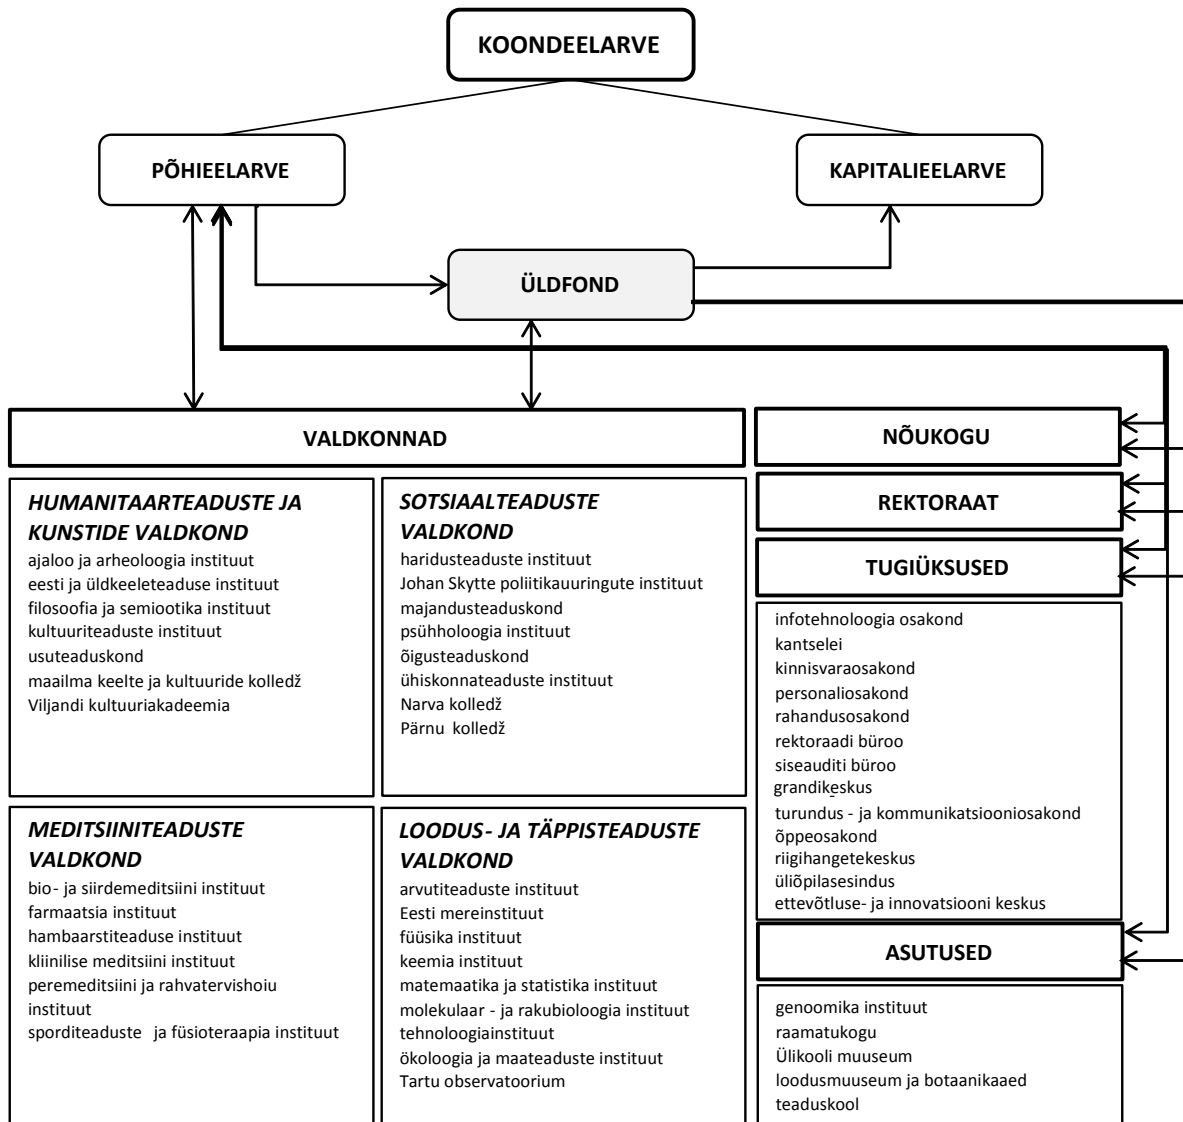 KOONDEELARVE
PÕHIEELARVE
KAPITALIEELARVE
ÜLDFOND
VALDKONNAD
HUMANITAARTEADUSTE JA
KUNSTIDE VALDKOND
ajaloo ja arheoloogia instituut
eesti ja üldkeeleteaduse instituut
filosoofia ja semiootika instituut
kultuuriteaduste instituut
usuteaduskond
maailma keelte ja kultuuride kolledž
Viljandi kultuuriakadeemia
SOTSIAALTEADUSTE
VALDKOND
haridusteaduste instituut
Johan Skytte poliitikauuringute instituut
majandusteaduskond
psühholoogia instituut
õigusteaduskond
ühiskonnateaduste instituut
Narva kolledž
Pärnu kolledž
MEDITSIINITEADUSTE
VALDKOND
bio- ja siirdemeditsiini instituut
farmaatsia instituut
hambaarstiteaduse instituut
kliinilise meditsiini instituut
peremeditsiini ja rahvatervishoiu
instituut
sporditeaduste ja füsioteraapia instituut
LOODUS- JA TÄPPISTEADUSTE
VALDKOND
arvutiteaduste instituut
Eesti mereinstituut
füüsika instituut
keemia instituut
matemaatika ja statistika instituut
molekulaar - ja rakubioloogia instituut
tehnoloogiainstituut
ökoloogia ja maateaduste instituut
Tartu observatoorium
NÕUKOGU
REKTORAAT
TUGIÜKSUSED
infotehnoloogia osakond
kantselei
kinnisvaraosakond
personaliosakond
rahandusosakond
rektoraadi büroo
siseauditi büroo
grandikeskus
turundus - ja kommunikatsiooniosakond
õppeosakond
riigihangetekeskus
üliõpilasesindus
ettevõtluse- ja innovatsiooni keskus
ASUTUSED
genoomika instituut
raamatukogu
Ülikooli muuseum
loodusmuuseum ja botaanikaaed
teaduskool